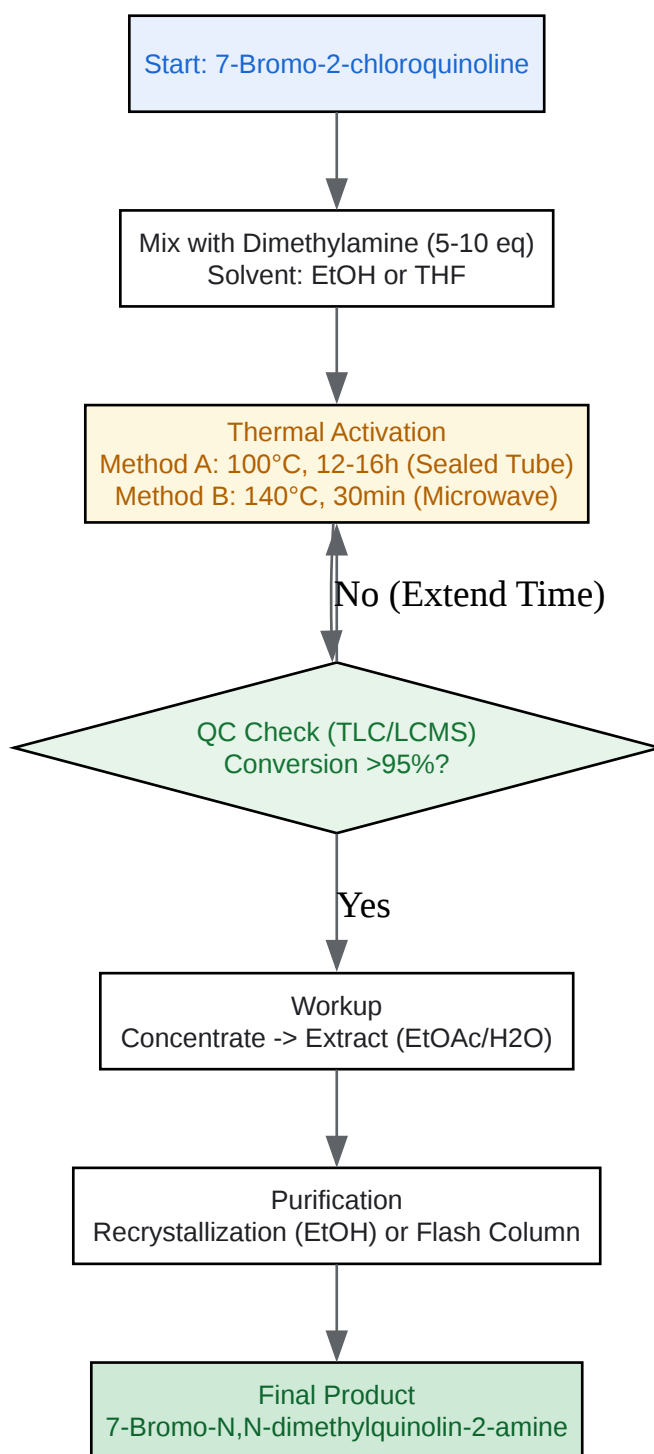 Start: 7-Bromo-2-chloroquinoline
Mix with Dimethylamine (5-10 eq)
Solvent: EtOH or THF
Thermal Activation
Method A: 100°C, 12-16h (Sealed Tube)
Method B: 140°C, 30min (Microwave)
No (Extend Time)
QC Check (TLC/LCMS)
Conversion >95%?
Yes
Workup
Concentrate -> Extract (EtOAc/H2O)
Purification
Recrystallization (EtOH) or Flash Column
Final Product
7-Bromo-N,N-dimethylquinolin-2-amine